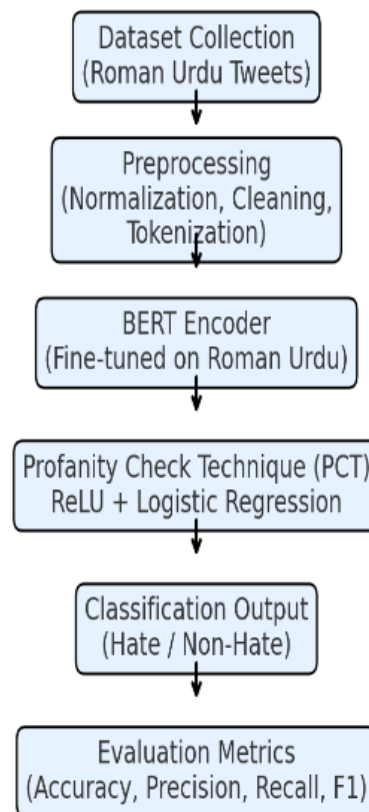 Dataset Collection
(Roman Urdu Tweets)
Preprocessing
(Normalization, Cleaning,
Tokenization)
BERT Encoder
(Fine-tuned on Roman Urdu)
Profanity Check Technique (PCT)
ReLU + Logistic Regression
Classification Output
(Hate / Non-Hate)
Evaluation Metrics
(Accuracy, Precision, Recall, F1)